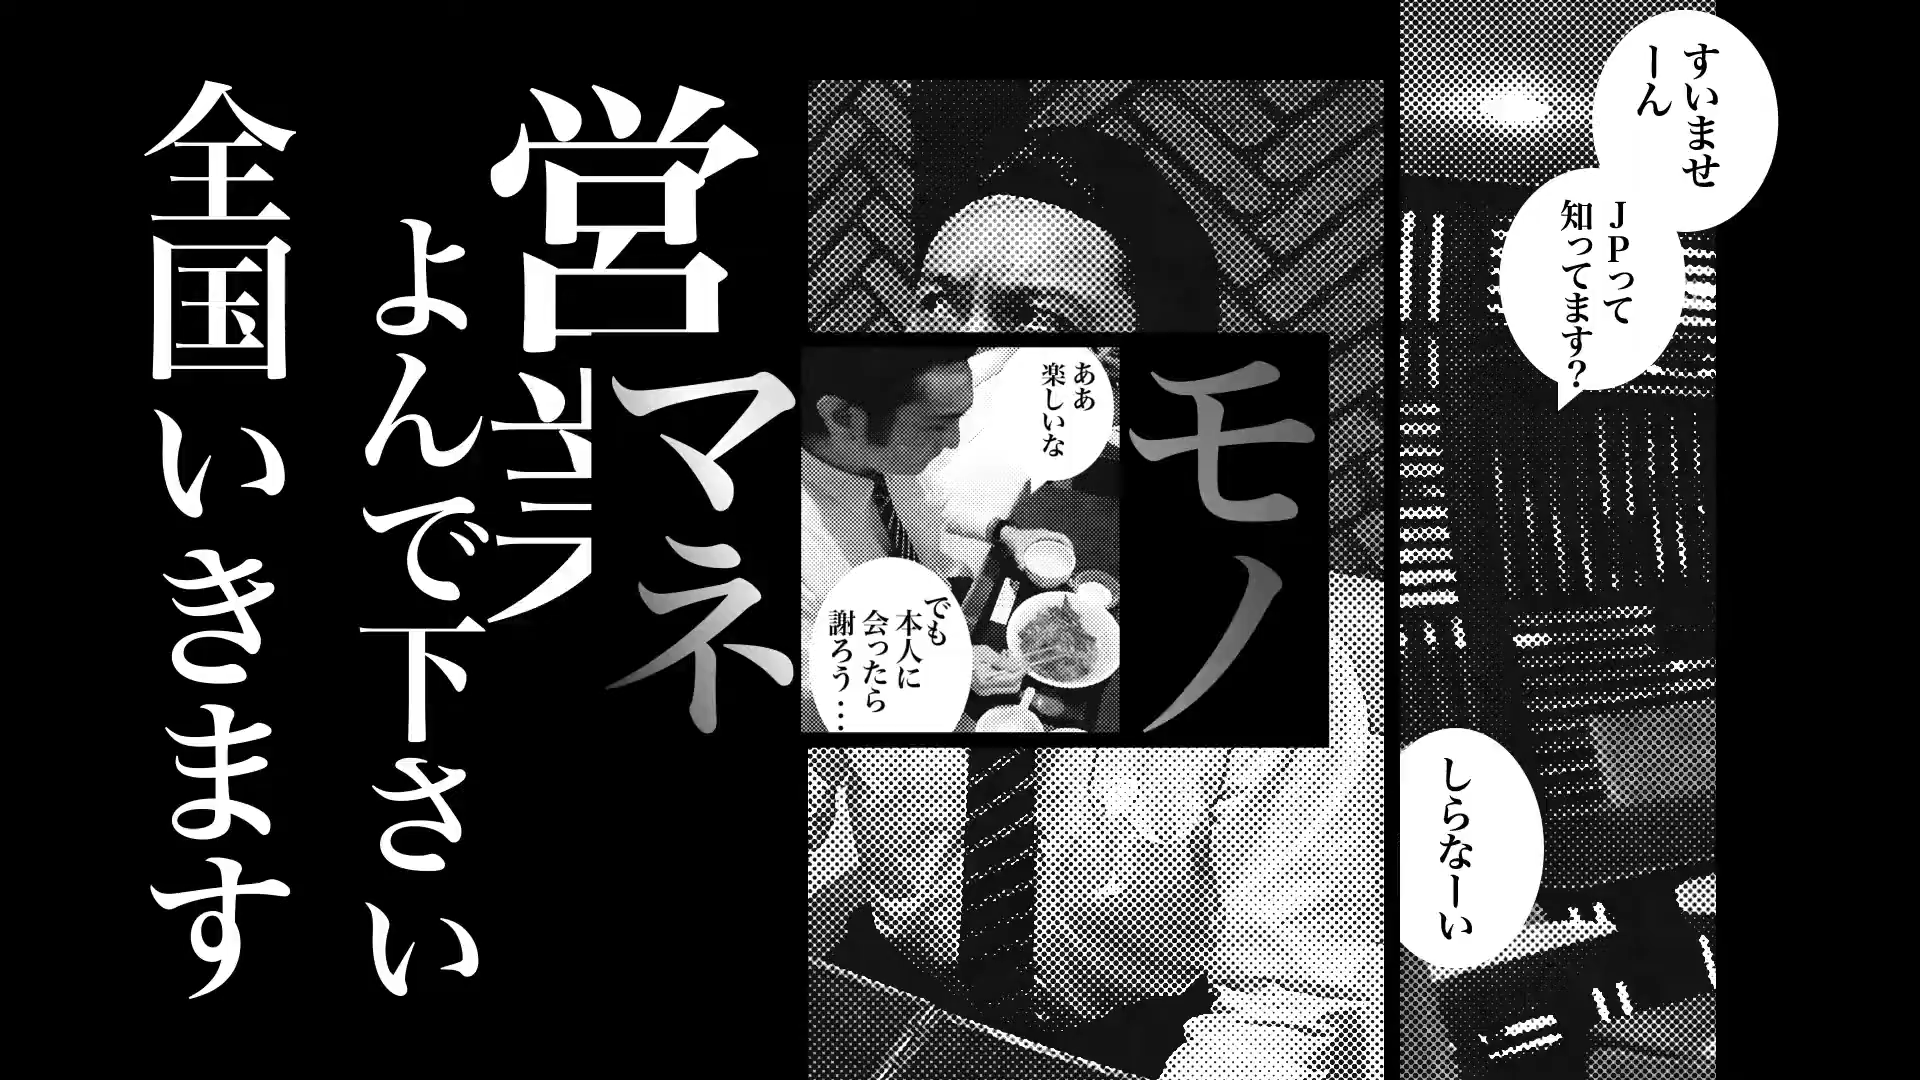 すいませ
ーん
JPって
知ってます?
しらなーい
モノ
マネ
ああ
楽しいな
でも
本人に
会ったら
謝ろう・・・
営
よんで下さい
全国いきます